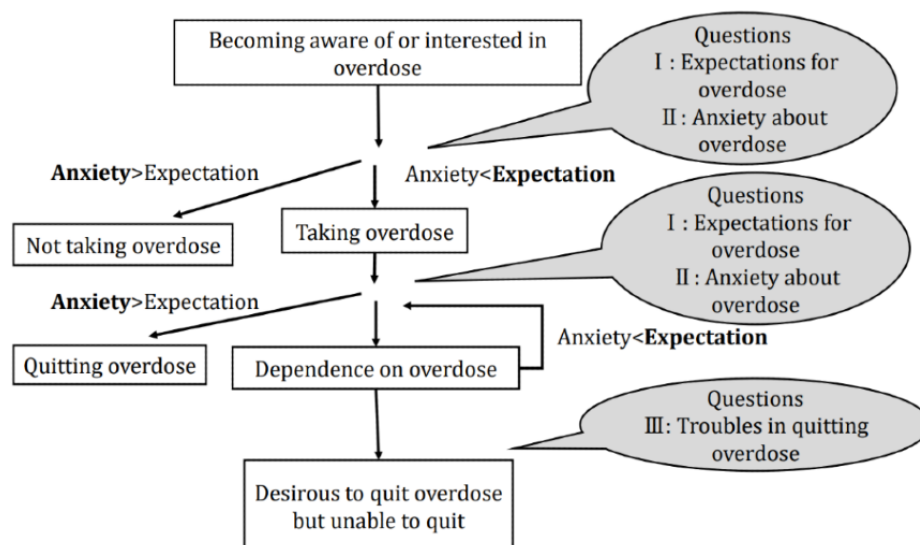 Becoming aware of or interested in
overdose
Questions
Ⅰ : Expectations for
overdose
Ⅱ : Anxiety about
overdose
Anxiety>Expectation
Anxiety<Expectation
Not taking overdose
Taking overdose
Questions
Ⅰ : Expectations for
overdose
Ⅱ : Anxiety about
overdose
Anxiety>Expectation
Anxiety<Expectation
Quitting overdose
Dependence on overdose
Questions
Ⅲ: Troubles in quitting
overdose
Desirous to quit overdose
but unable to quit